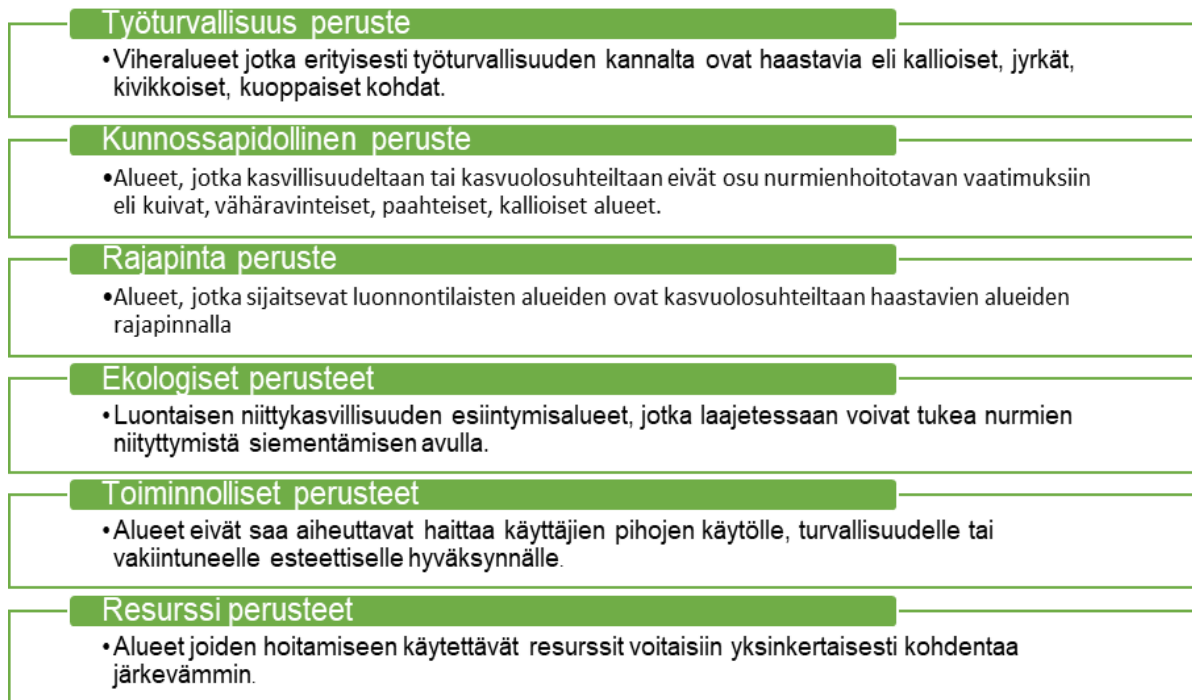 Työturvallisuus peruste
•Viheralueet jotka erityisesti työturvallisuuden kannalta ovat haastavia eli kallioiset, jyrkät,
kivikkoiset, kuoppaiset kohdat.
Kunnossapidollinen peruste
•Alueet, jotka kasvillisuudeltaan tai kasvuolosuhteiltaan eivät osu nurmienhoitotavan vaatimuksiin
eli kuivat, vähäravinteiset, paahteiset, kallioiset alueet.
Rajapinta peruste
•Alueet, jotka sijaitsevat luonnontilaisten alueiden ovat kasvuolosuhteiltaan haastavien alueiden
rajapinnalla
Ekologiset perusteet
•Luontaisen niittykasvillisuuden esiintymisalueet, jotka laajetessaan voivat tukea nurmien
niityttymistä siementämisen avulla.
Toiminnolliset perusteet
•Alueet eivät saa aiheuttavat haittaa käyttäjien pihojen käytölle, turvallisuudelle tai
vakiintuneelle esteettiselle hyväksynnälle.
Resurssi perusteet
•Alueet joiden hoitamiseen käytettävät resurssit voitaisiin yksinkertaisesti kohdentaa
järkevämmin.